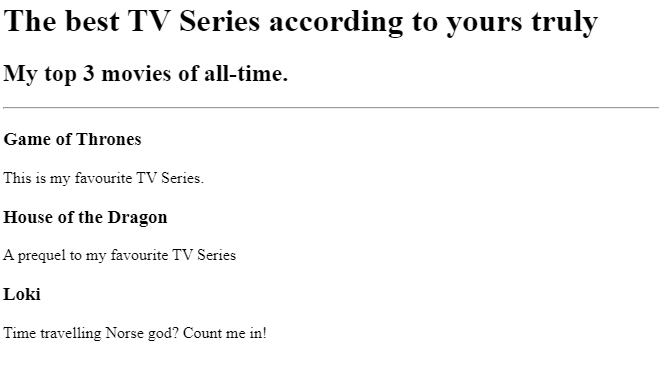 The best TV Series according to yours truly
My top 3 movies of all-time.
Game of Thrones
This is my favourite TV Series.
House of the Dragon
A prequel to my favourite TV Series
Loki
Time travelling Norse god? Count me in!